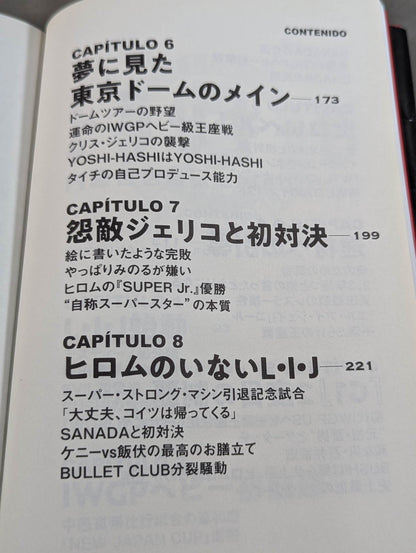 CONTENIDO
CAPÍTULO 6
夢に見た
東京ドームのメイン—173
ドームツアーの野望
運命のIWGPヘビー級王座戦
クリス・ジェリコの襲撃
YOSHI-HASHIはYOSHI-HASHI
タイチの自己プロデュース能力
CAPÍTULO 7
怨敵ジェリコと初対決—199
絵に書いたような完敗
やっぱりみのるが嫌い
ヒロムの『SUPER Jr.』優勝
“自称スーパースター”の本質
CAPÍTULO 8
ヒロムのいないL・I・J—221
スーパー・ストロング・マシン引退記念試合
「大丈夫、コイツは帰ってくる」
SANADAと初対決
ケニーvs飯伏の最高のお膳立て
BULLET CLUB分裂騒動